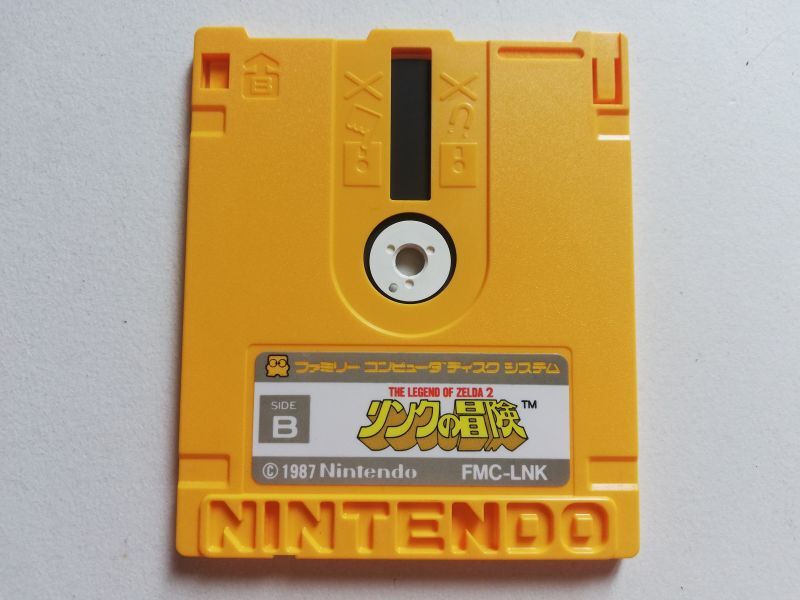 B
ファミリー コンピュータ ディスク システム
THE LEGEND OF ZELDA 2
リンクの冒険™
SIDE
B
© 1987 Nintendo FMC-LNK
NINTENDO